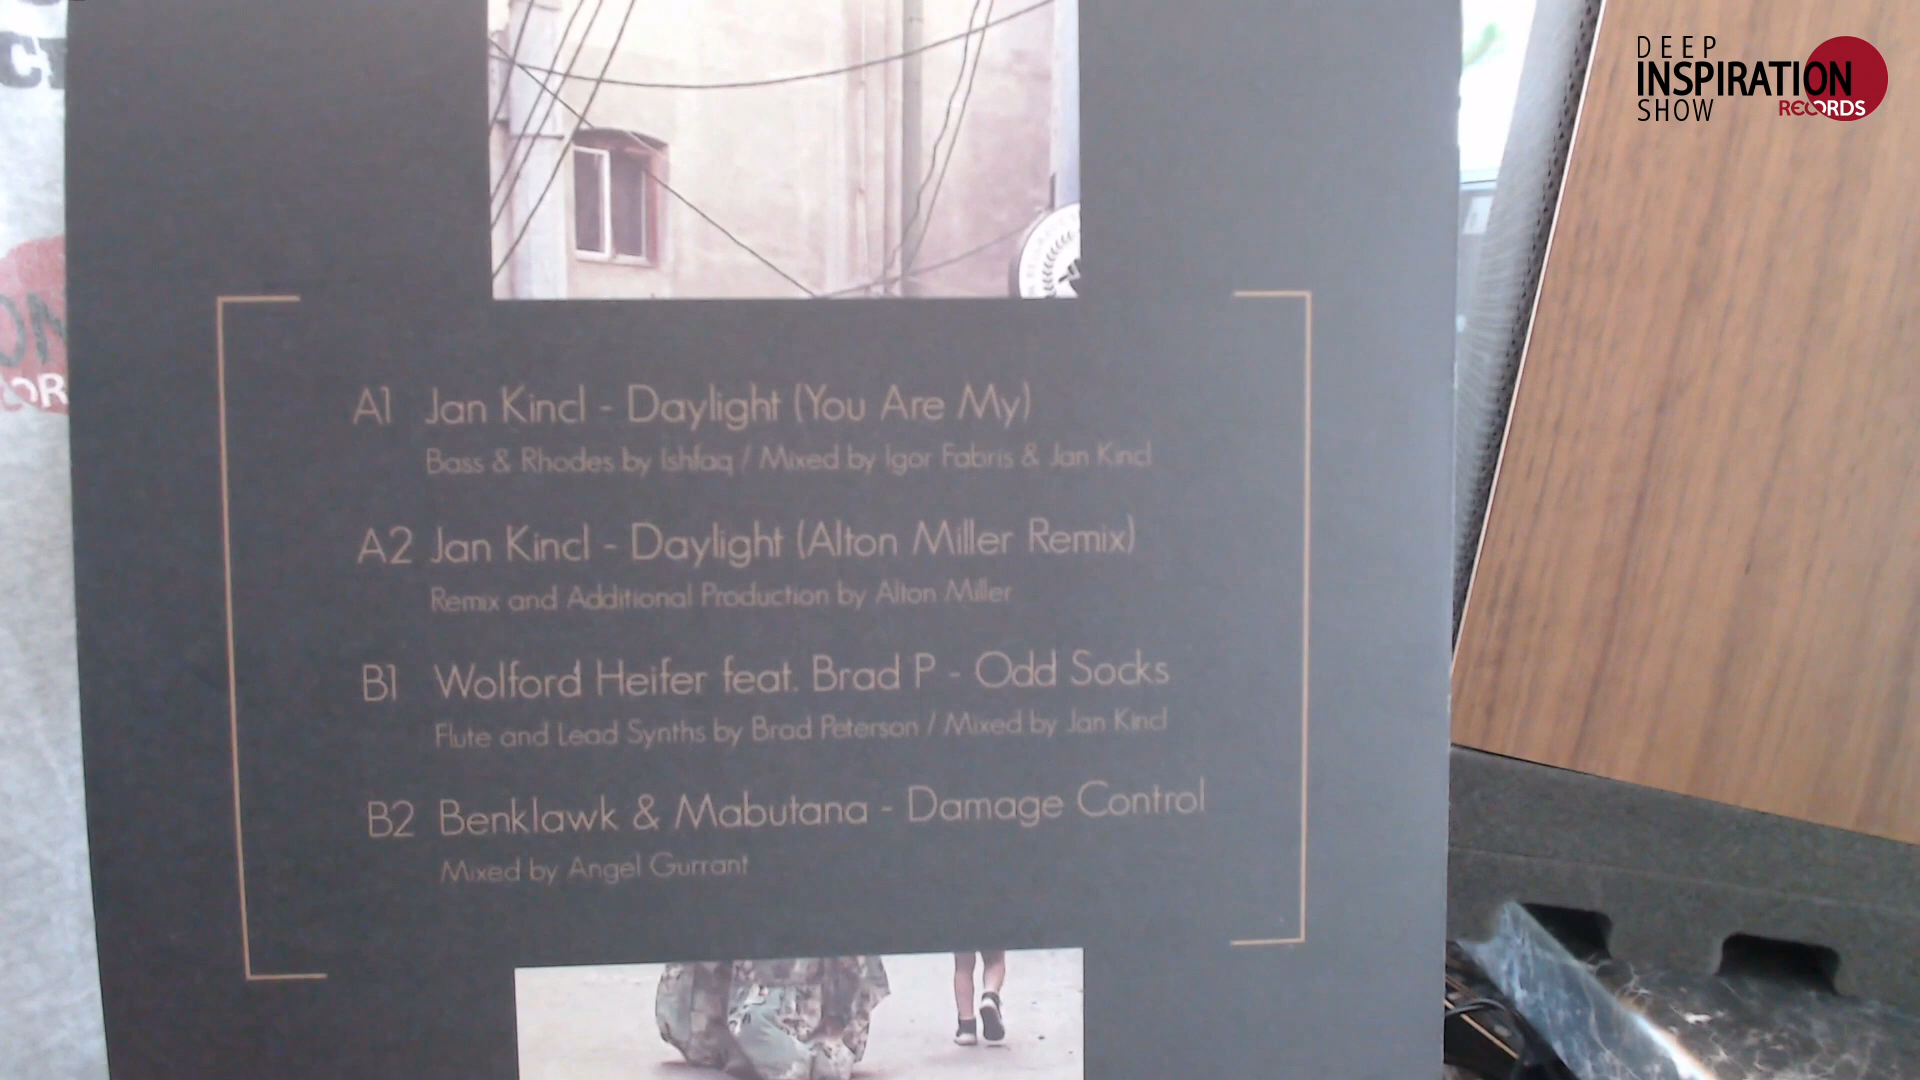 DEEP
INSPIRATION
SHOW
RECORDS
A1 Jan Kincl - Daylight (You Are My)
Bass & Rhodes by Ishfaq / Mixed by Igor Fabris & Jan Kincl
A2 Jan Kincl - Daylight (Alton Miller Remix)
Remix and Additional Production by Alton Miller
B1 Wolford Heifer feat. Brad P - Odd Socks
Flute and Lead Synths by Brad Peterson / Mixed by Jan Kincl
B2 Benklawk & Mabutana - Damage Control
Mixed by Angel Gurrant